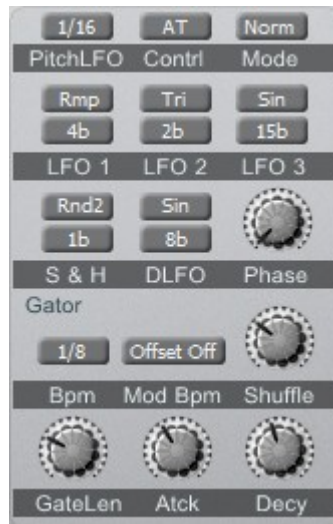 1/16 AT Norm
PitchLFO Contrl Mode
Rmp Tri Sin
4b 2b 15b
LFO 1 LFO 2 LFO 3
Rnd2 Sin
1b 8b
S & H DLFO Phase
Gator
1/8 Offset Off
Bpm Mod Bpm Shuffle
GateLen Atck Decy